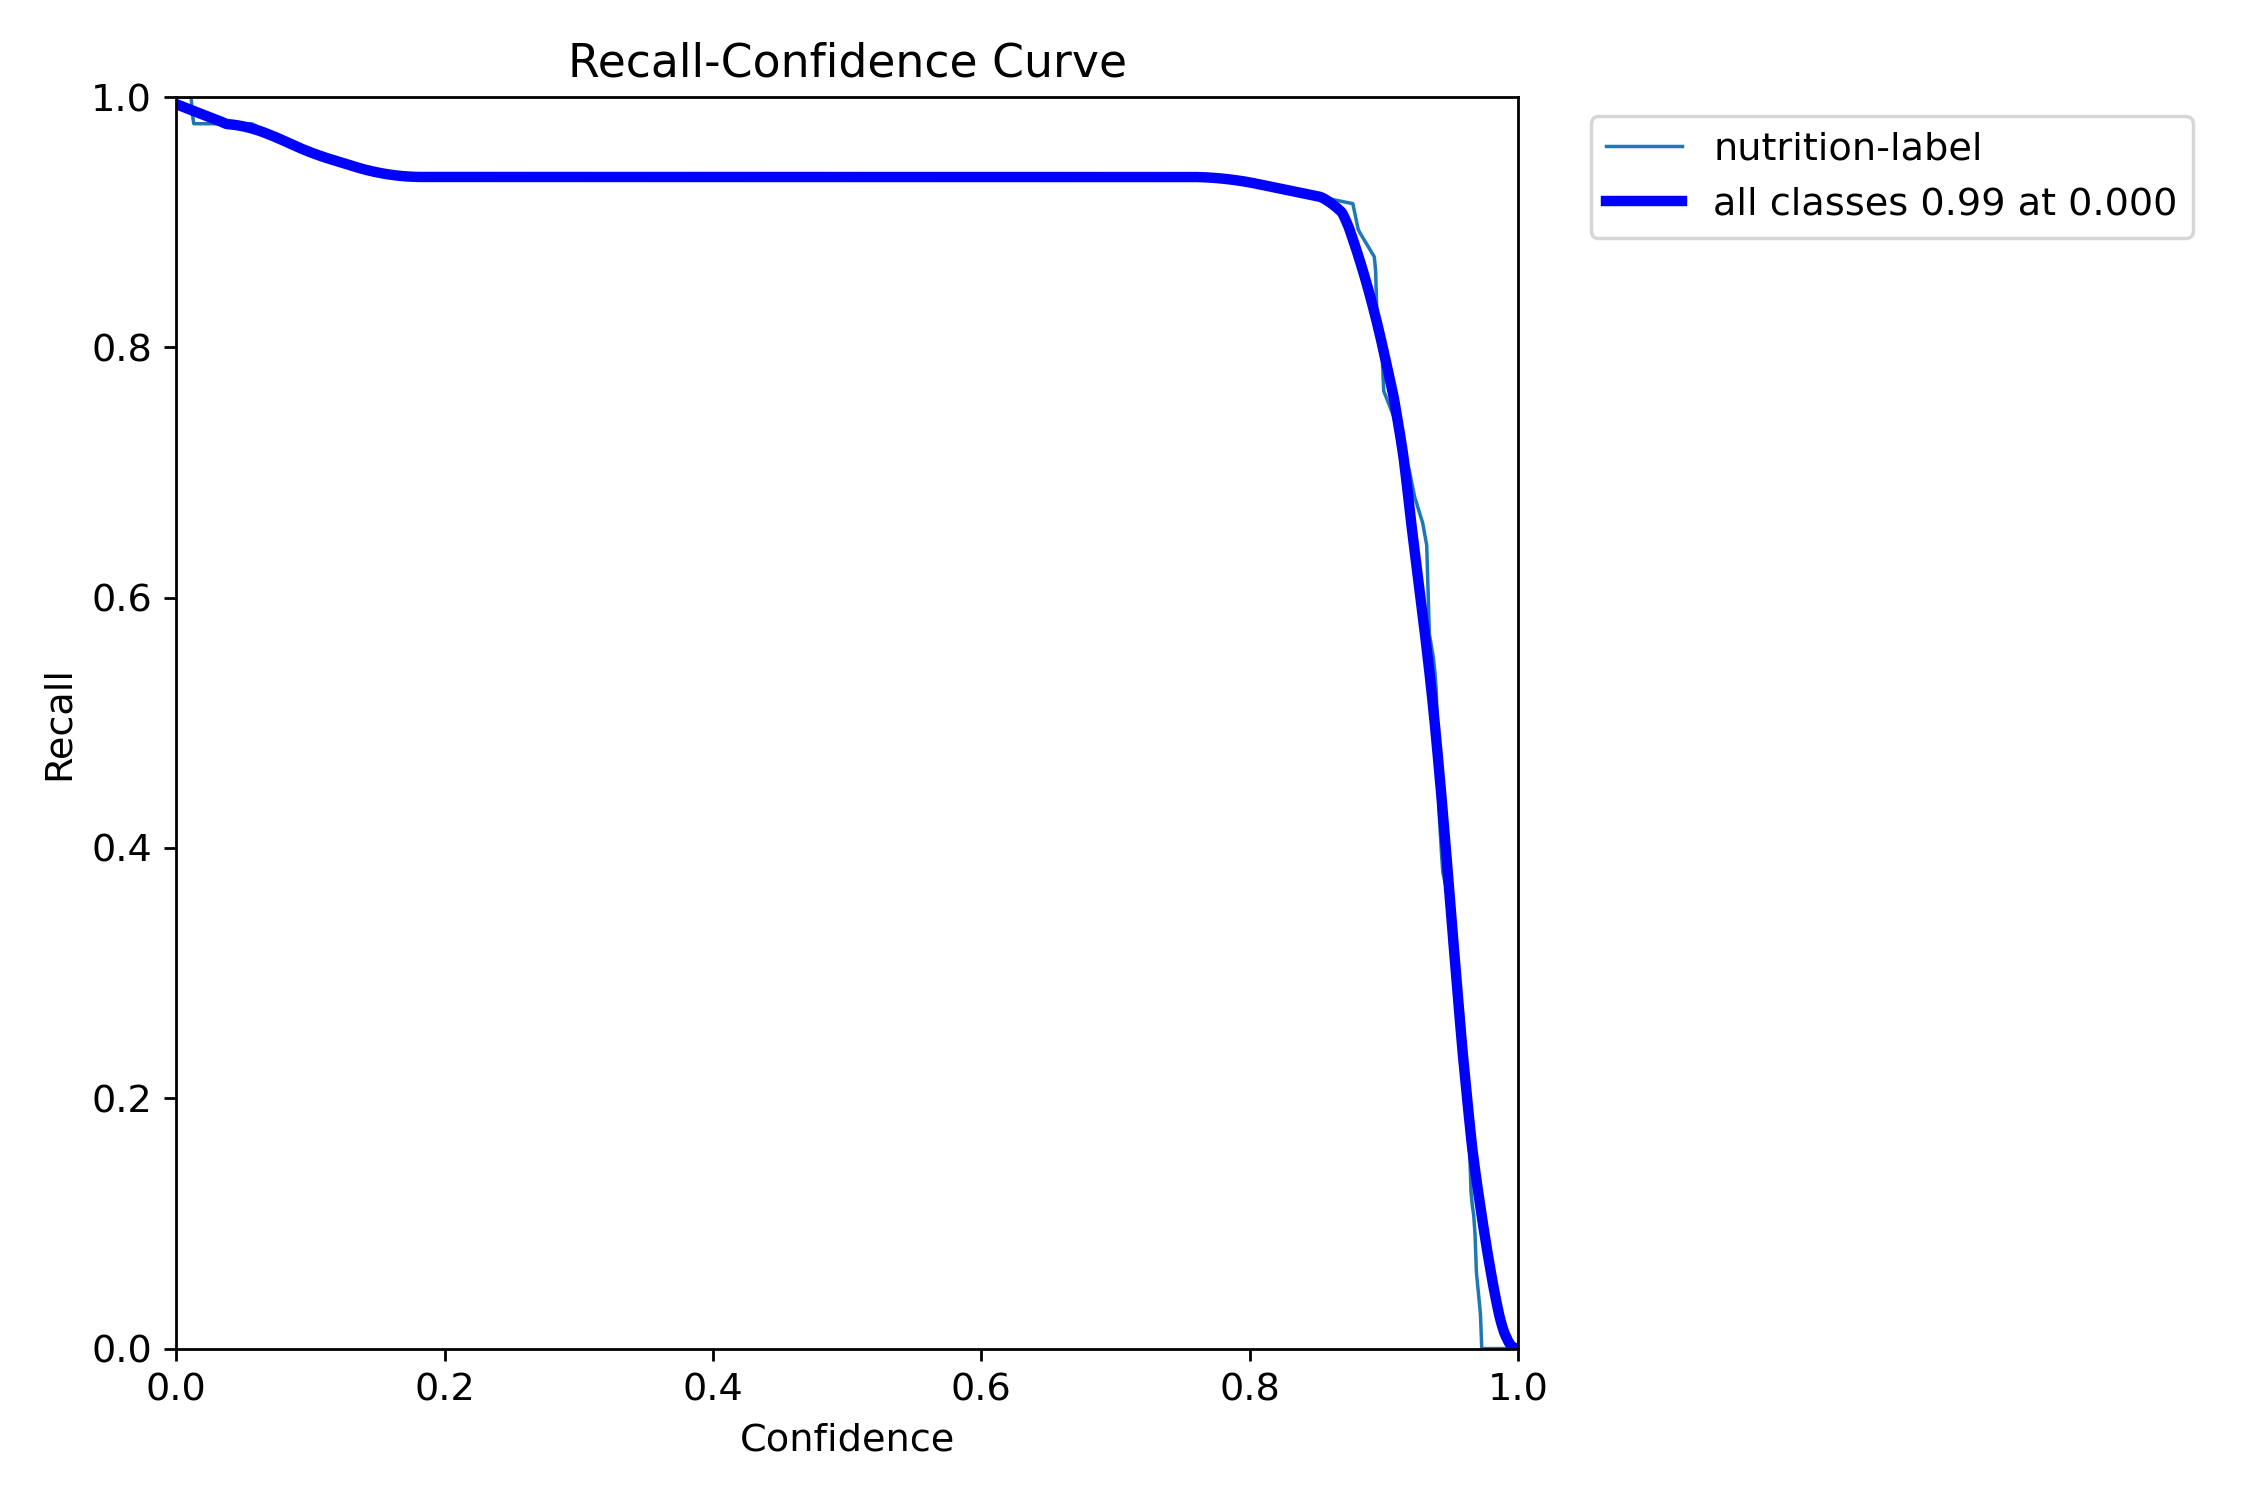 Recall-Confidence Curve
nutrition-label
all classes 0.99 at 0.000
1.0
0.8
0.6
0.4
0.2
0.0
Recall
0.0 0.2 0.4 0.6 0.8 1.0
Confidence